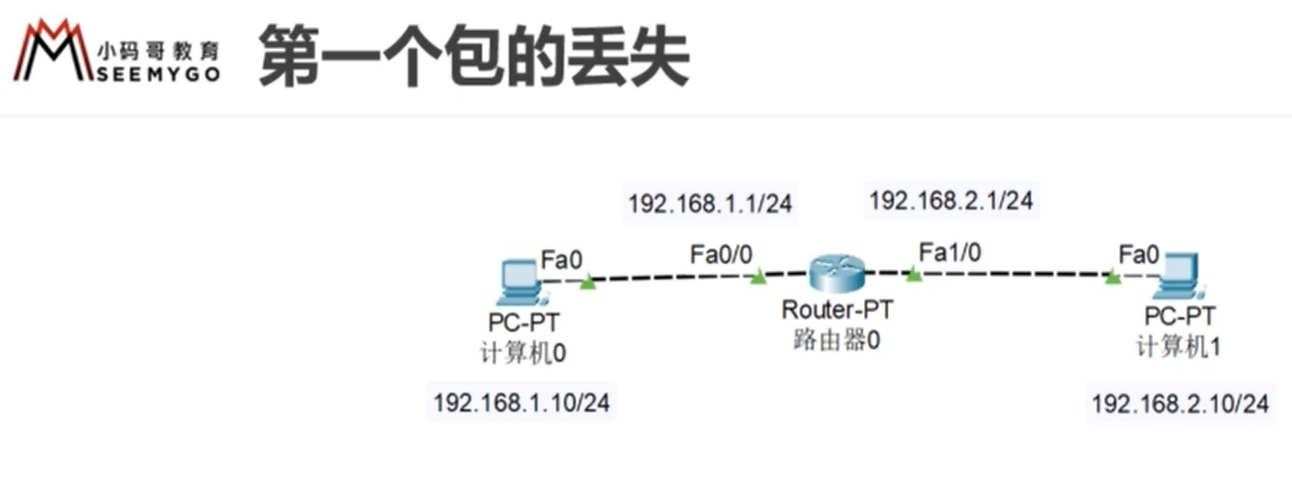 小码哥教育
SEEMYGO
第一个包的丢失
192.168.1.1/24
192.168.2.1/24
Fa0
Fa0/0
Fa1/0
Fa0
PC-PT
计算机0
Router-PT
路由器0
PC-PT
计算机1
192.168.1.10/24
192.168.2.10/24